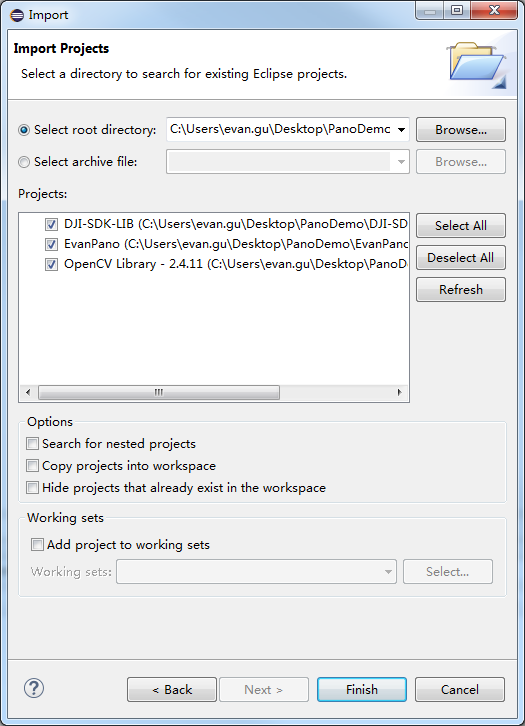 Import
Import Projects
Select a directory to search for existing Eclipse projects.
Select root directory:
C:\Users\evan.gu\Desktop\PanoDemo
Browse...
Select archive file:
Browse...
Projects:
DJI-SDK-LIB (C:\Users\evan.gu\Desktop\PanoDemo\DJI-SD
EvanPano (C:\Users\evan.gu\Desktop\PanoDemo\EvanPano
OpenCV Library - 2.4.11 (C:\Users\evan.gu\Desktop\PanoD
Select All
Deselect All
Refresh
Options
Search for nested projects
Copy projects into workspace
Hide projects that already exist in the workspace
Working sets
Add project to working sets
Working sets:
Select...
?
< Back
Next >
Finish
Cancel